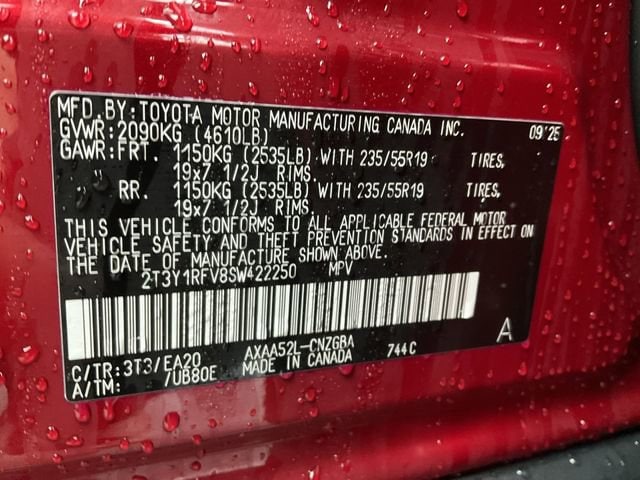 MFD. BY: TOYOTA MOTOR MANUFACTURING CANADA INC. 09 25
GVWR: 2090KG (4610LB)
GAWR: FRT. 1150KG (2535LB) WITH 235/55R19 TIRES,
19x7 1/2J RIMS.
RR. 1150KG (2535LB) WITH 235/55R19 TIRES,
19x7 1/2J RIMS.
THIS VEHICLE CONFORMS TO ALL APPLICABLE FEDERAL MOTOR
VEHICLE SAFETY AND THEFT PREVENTION STANDARDS IN EFFECT ON
THE DATE OF MANUFACTURE SHOWN ABOVE.
2T3Y1RFV8SW422250 MPV
A
C/TR: 3T3/EA20 AXAA52L-CNZGBA 744C
A/TM: /UB80E MADE IN CANADA